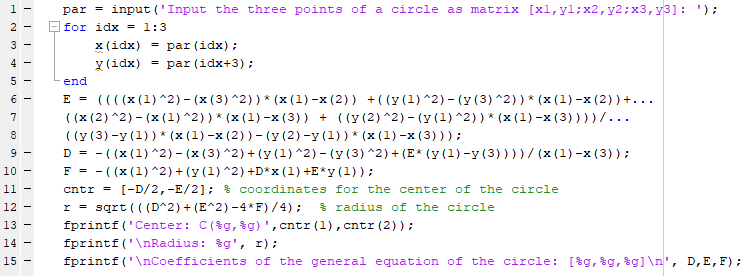 1 - par = input('Input the three points of a circle as matrix [x1,y1;x2,y2;x3,y3]: ');
2 - for idx = 1:3
3 - x(idx) = par(idx);
4 - y(idx) = par(idx+3);
5 - end
6 - E = ((((x(1)^2)-(x(3)^2))*(x(1)-x(2)) +((y(1)^2)-(y(3)^2))*(x(1)-x(2))+...
7 ((x(2)^2)-(x(1)^2))*(x(1)-x(3)) + ((y(2)^2)-(y(1)^2))*(x(1)-x(3))))/...
8 ((y(3)-y(1))*(x(1)-x(2))-(y(2)-y(1))*(x(1)-x(3)));
9 - D = -((x(1)^2)-(x(3)^2)+(y(1)^2)-(y(3)^2)+(E*(y(1)-y(3))))/(x(1)-x(3));
10 - F = -((x(1)^2)+(y(1)^2)+D*x(1)+E*y(1));
11 - cntr = [-D/2,-E/2]; % coordinates for the center of the circle
12 - r = sqrt(((D^2)+(E^2)-4*F)/4); % radius of the circle
13 - fprintf('Center: C(%g,%g)',cntr(1),cntr(2));
14 - fprintf('\nRadius: %g', r);
15 - fprintf('\nCoefficients of the general equation of the circle: [%g,%g,%g]\n', D,E,F);